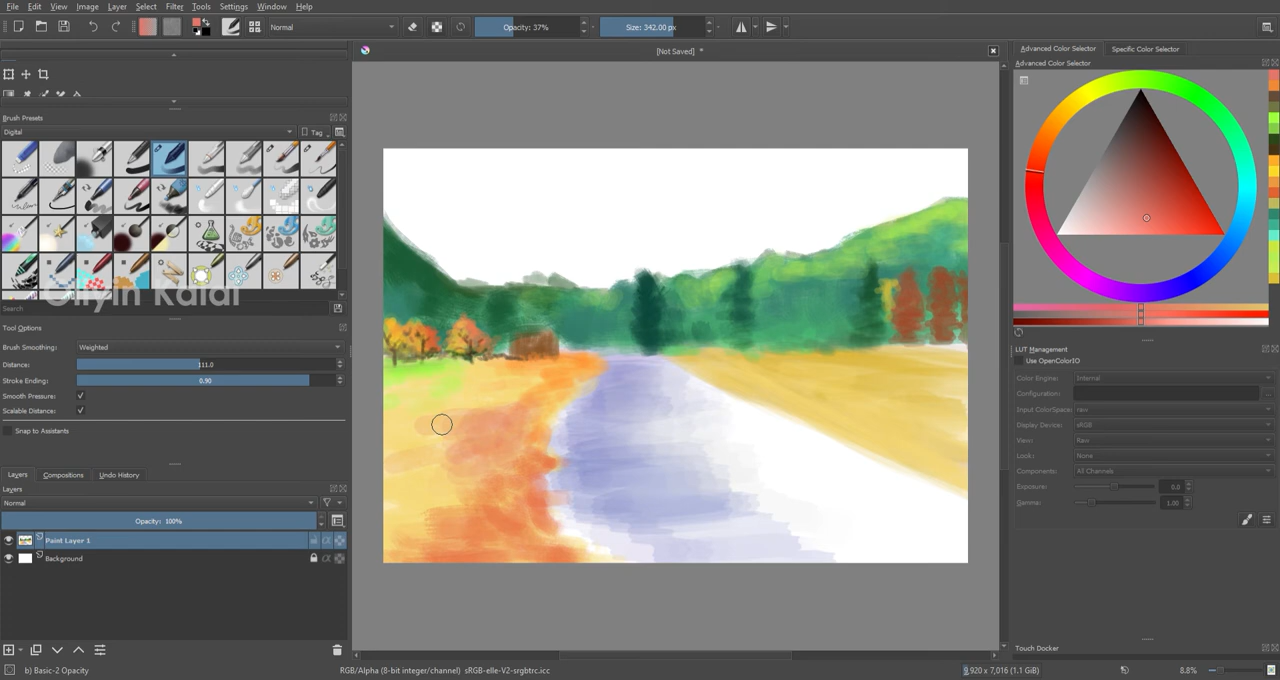 File Edit View Image Layer Select Filter Tools Settings Window Help
Normal
Opacity: 37%
Size: 342.00 px
[Not Saved] *
Brush Presets
Digital
Tag
Search
Tool Options
Brush Smoothing: Weighted
Distance: 111.0
Stroke Ending: 0.90
Smooth Pressure:
Scalable Distance:
Snap to Assistants
Layers Compositions Undo History
Layers
Normal
Opacity: 100%
Paint Layer 1
Background
b) Basic-2 Opacity
RGB/Alpha (8-bit integer/channel) sRGB-elle-V2-srgbtrc.icc
9,920 x 7,016 (1.1 GiB)
8.8%
Advanced Color Selector Specific Color Selector
Advanced Color Selector
LUT Management
Use OpenColorIO
Color Engine: Internal
Configuration: ...
Input ColorSpace: raw
Display Device: sRGB
View: Raw
Look: None
Components: All Channels
Exposure: 0.0
Gamma: 1.00
Touch Docker